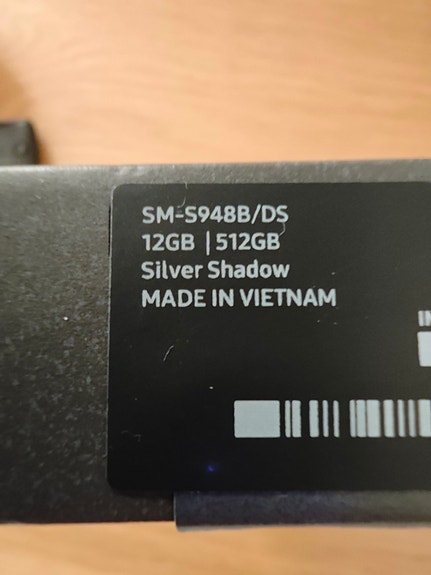 SM-S948B/DS
12GB | 512GB
Silver Shadow
MADE IN VIETNAM